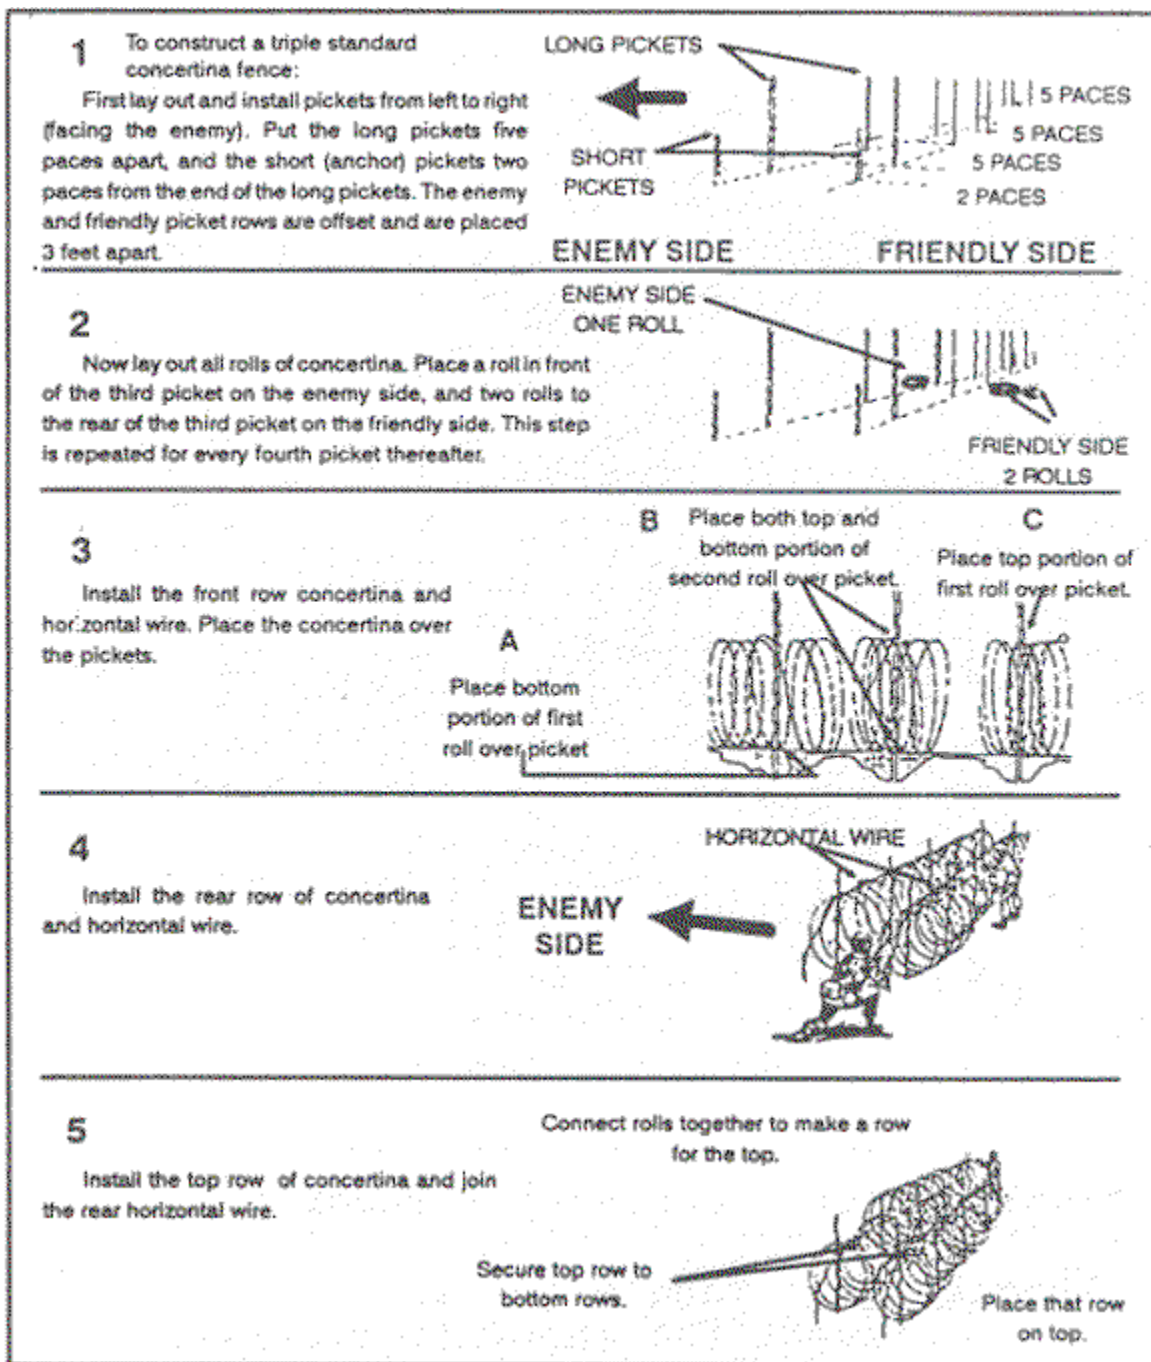 1
To construct a triple standard
concertina fence:
First lay out and install pickets from left to right
(facing the enemy). Put the long pickets five
paces apart, and the short (anchor) pickets two
paces from the end of the long pickets. The enemy
and friendly picket rows are offset and are placed
3 feet apart.
LONG PICKETS
SHORT
PICKETS
5 PACES
5 PACES
5 PACES
2 PACES
ENEMY SIDE
FRIENDLY SIDE
2
Now lay out all rolls of concertina. Place a roll in front
of the third picket on the enemy side, and two rolls to
the rear of the third picket on the friendly side. This step
is repeated for every fourth picket thereafter.
ENEMY SIDE
ONE ROLL
FRIENDLY SIDE
2 ROLLS
3
Install the front row concertina and
horizontal wire. Place the concertina over
the pickets.
A
Place bottom
portion of first
roll over picket
B
Place both top and
bottom portion of
second roll over picket.
C
Place top portion of
first roll over picket.
4
Install the rear row of concertina
and horizontal wire.
HORIZONTAL WIRE
ENEMY
SIDE
5
Install the top row of concertina and join
the rear horizontal wire.
Connect rolls together to make a row
for the top.
Secure top row to
bottom rows.
Place that row
on top.